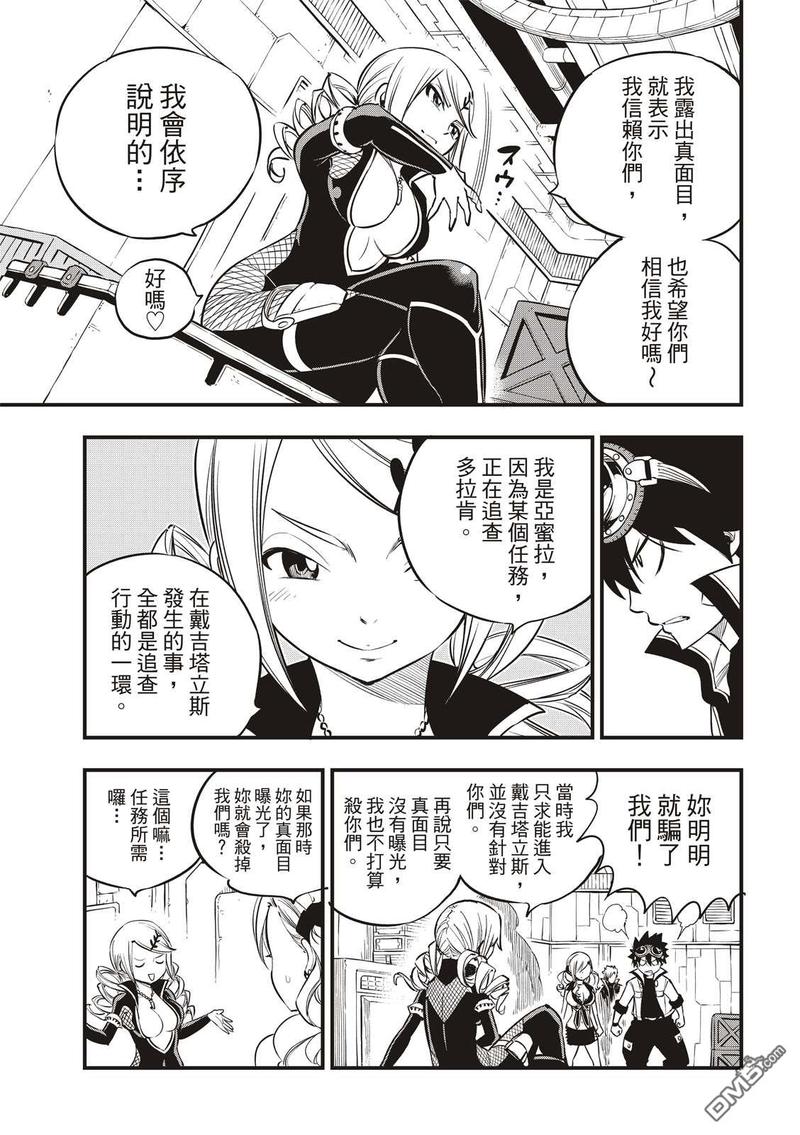 我露出真面目，
就表示
我信賴你們，
也希望你們
相信我好嗎～
スゥ…
我會依序
說明的…
好嗎♡
我是亞蜜拉，
因為某個任務，
正在追查
多拉肯。
在戴吉塔立斯
發生的事，
全都是追查
行動的一環。
妳明明
就騙了
我們！
當時我
只求能進入
戴吉塔立斯，
並沒有針對
你們。
再說只要
真面目
沒有曝光，
我也不打算
殺你們。
如果那時
妳的真面目
曝光了，
妳就會殺掉
我們嗎？
這個嘛…
任務所需
囉…
DM5.com